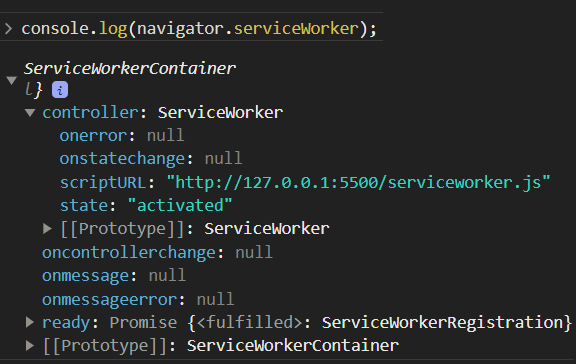 console.log(navigator.serviceWorker);
ServiceWorkerContainer
l} i
controller: ServiceWorker
onerror: null
onstatechange: null
scriptURL: "http://127.0.0.1:5500/serviceworker.js"
state: "activated"
[[Prototype]]: ServiceWorker
oncontrollerchange: null
onmessage: null
onmessageerror: null
ready: Promise {<fulfilled>: ServiceWorkerRegistration}
[[Prototype]]: ServiceWorkerContainer